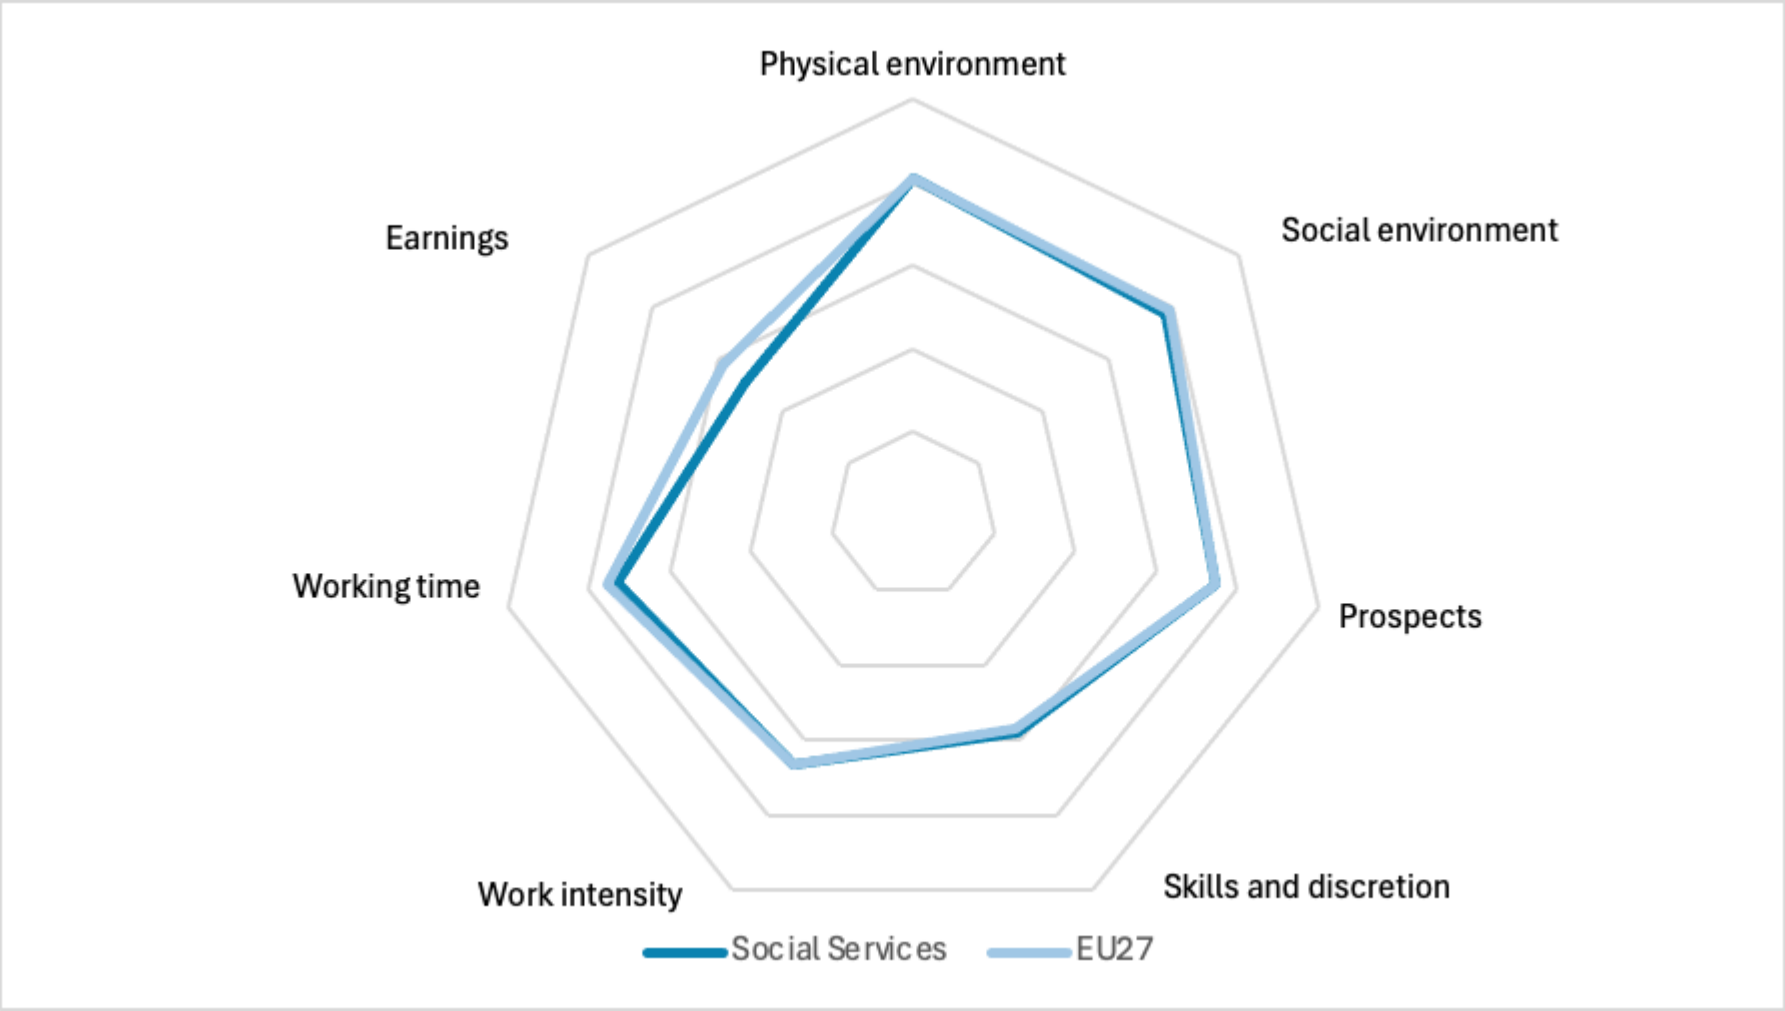 Physical environment
Social environment
Earnings
Working time
Prospects
Work intensity
Skills and discretion
Social Services
EU27